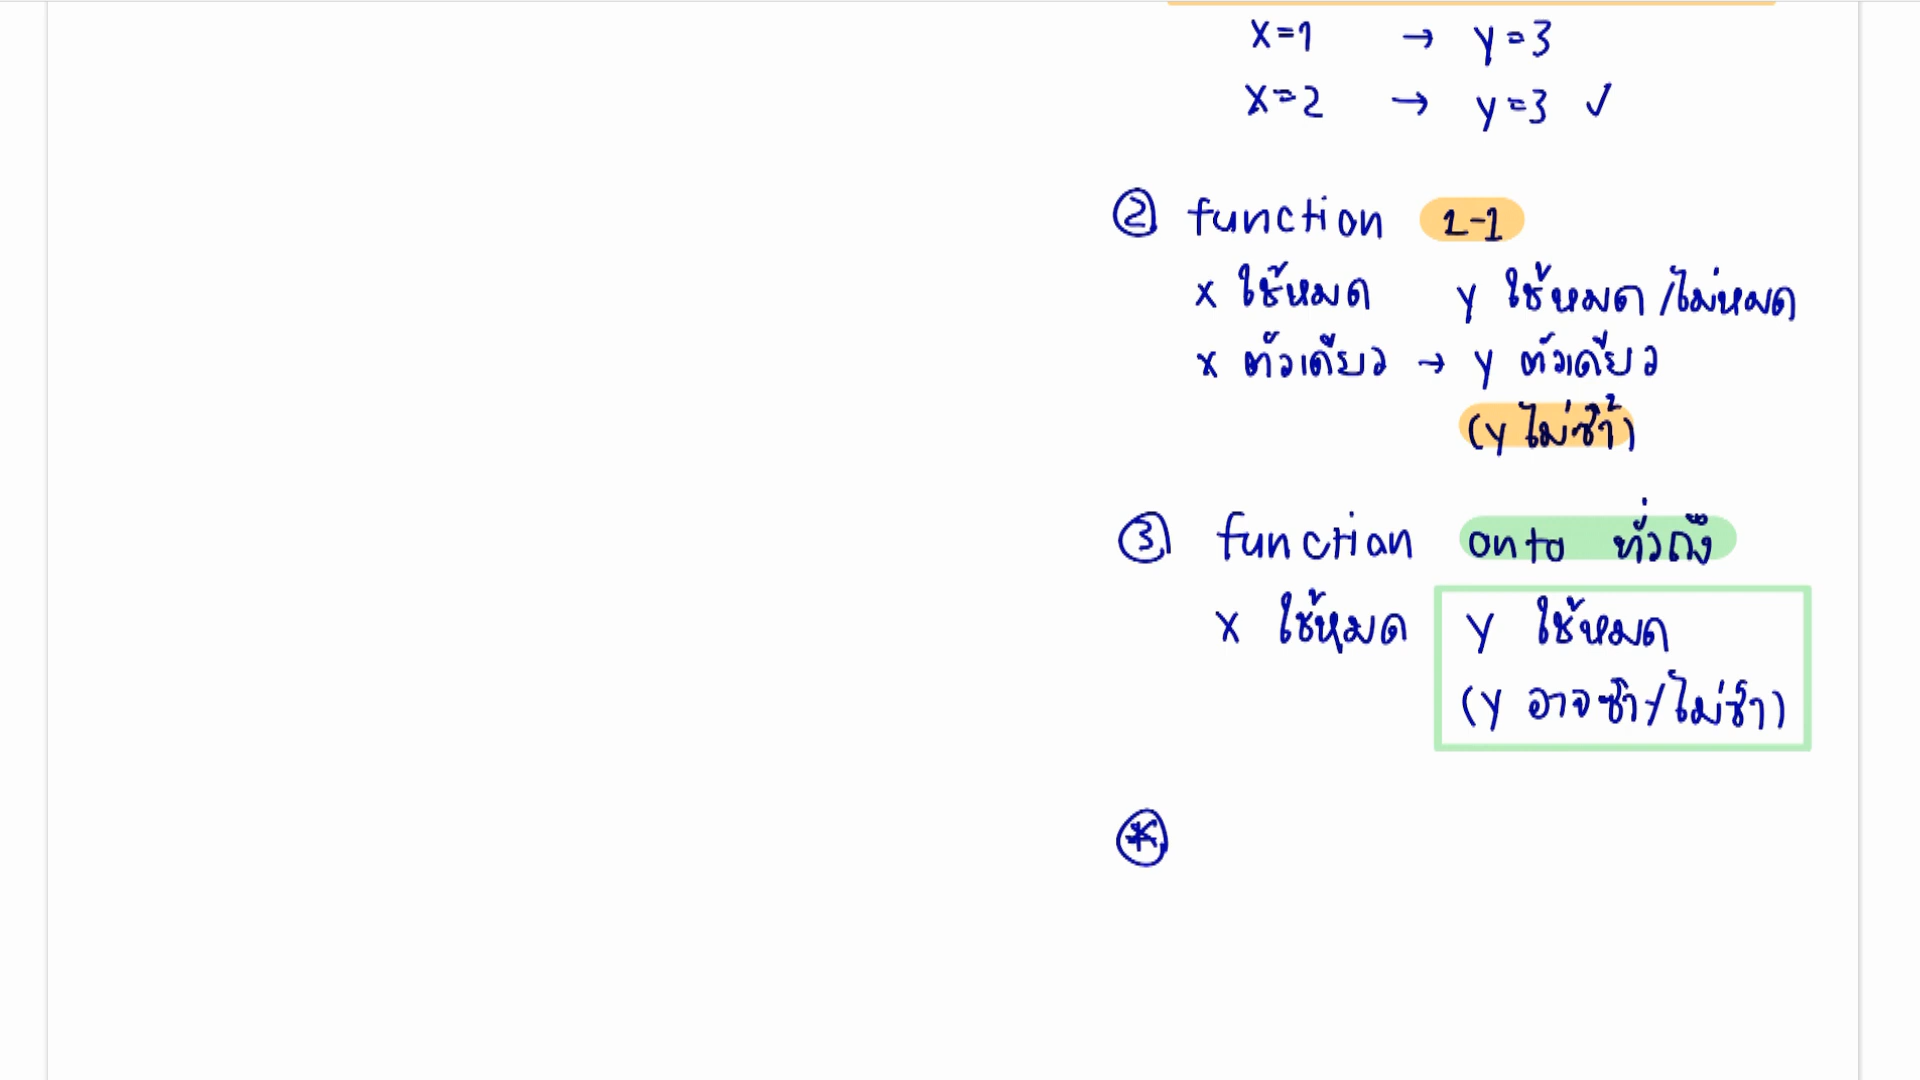 x=1 → y=3
x=2 → y=3 ✓
② function 1-1
x ใช้หมด y ใช้หมด/ไม่หมด
x ตัวเดียว → y ตัวเดียว
(y ไม่ซ้ำ)
③ function onto ทั่วถึง
x ใช้หมด y ใช้หมด
(y อาจซ้ำ/ไม่ซ้ำ)
*